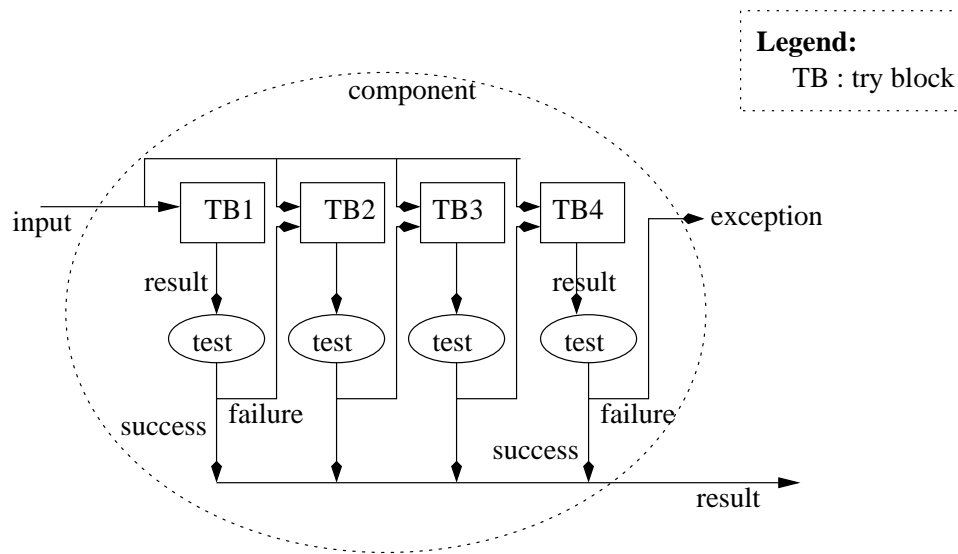 Legend:
TB : try block
component
input
TB1
TB2
TB3
TB4
exception
result
result
test
test
test
test
success
failure
success
failure
result